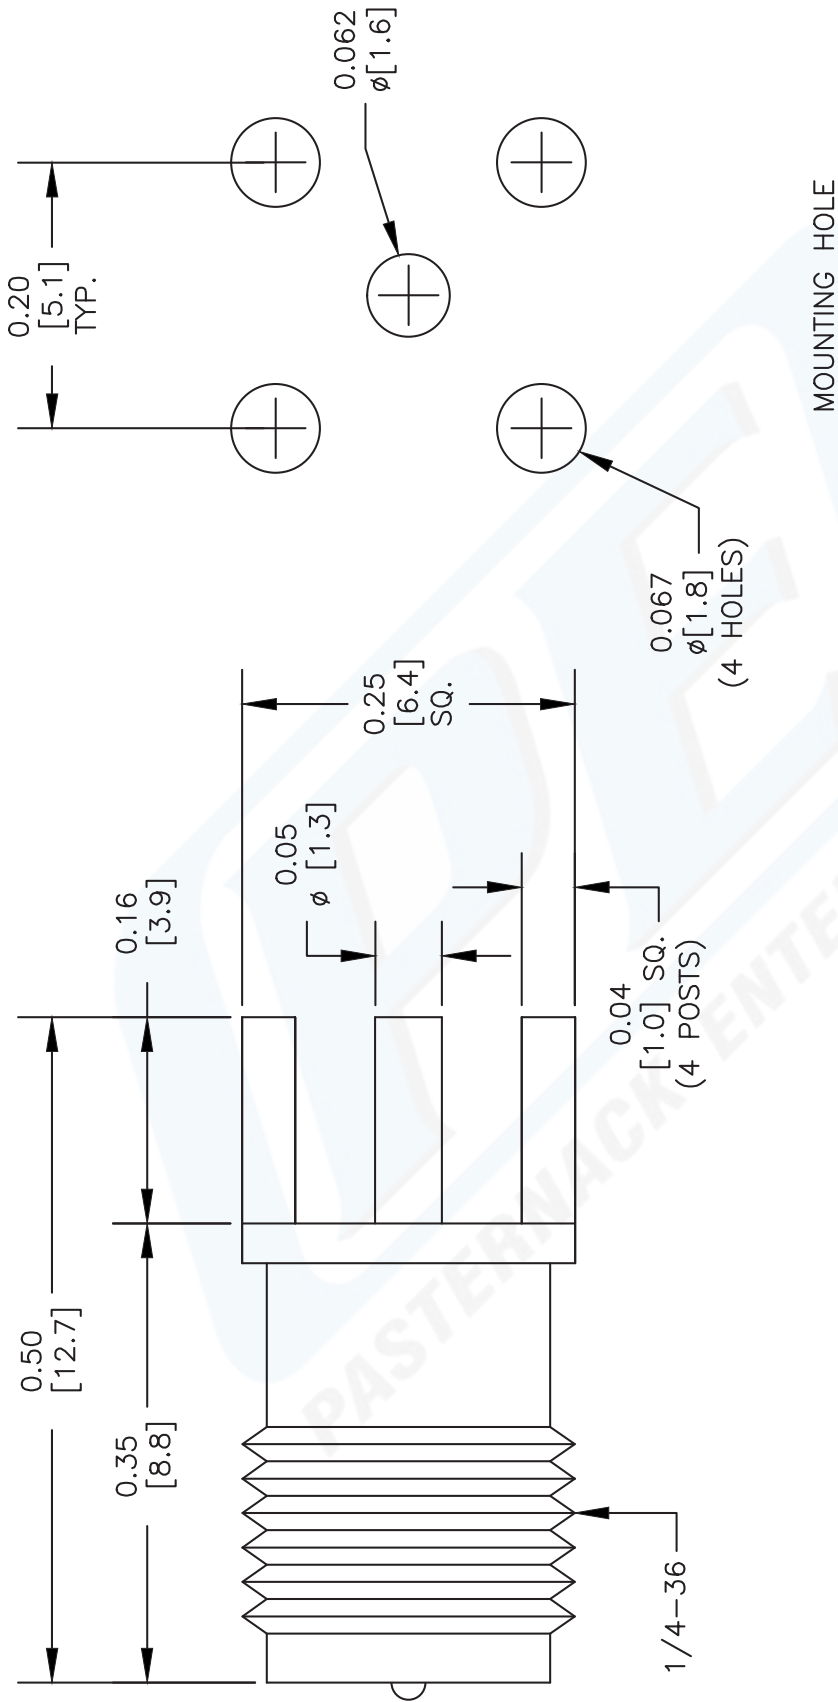 0.50
[12.7]
0.35
[8.8]
0.16
[3.9]
0.05
ϕ [1.3]
0.25
[6.4]
SQ.
0.04
[1.0] SQ.
(4 POSTS)
1/4-36
0.20
[5.1]
TYP.
0.062
ϕ[1.6]
0.067
ϕ[1.8]
(4 HOLES)
MOUNTING HOLE
PE
PASTERNACK ENTE